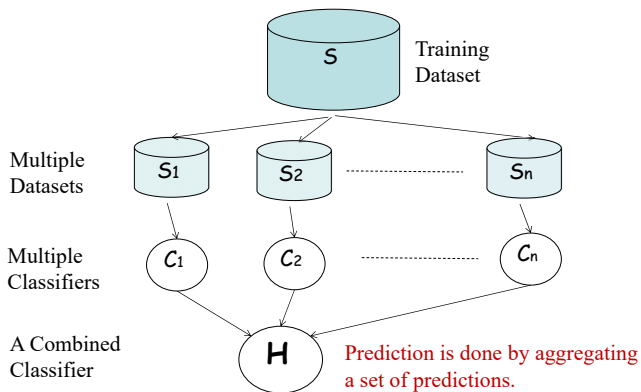 S
Training
Dataset
Multiple
Datasets
S1
S2
Sn
Multiple
Classifiers
C1
C2
Cn
A Combined
Classifier
H
Prediction is done by aggregating
a set of predictions.